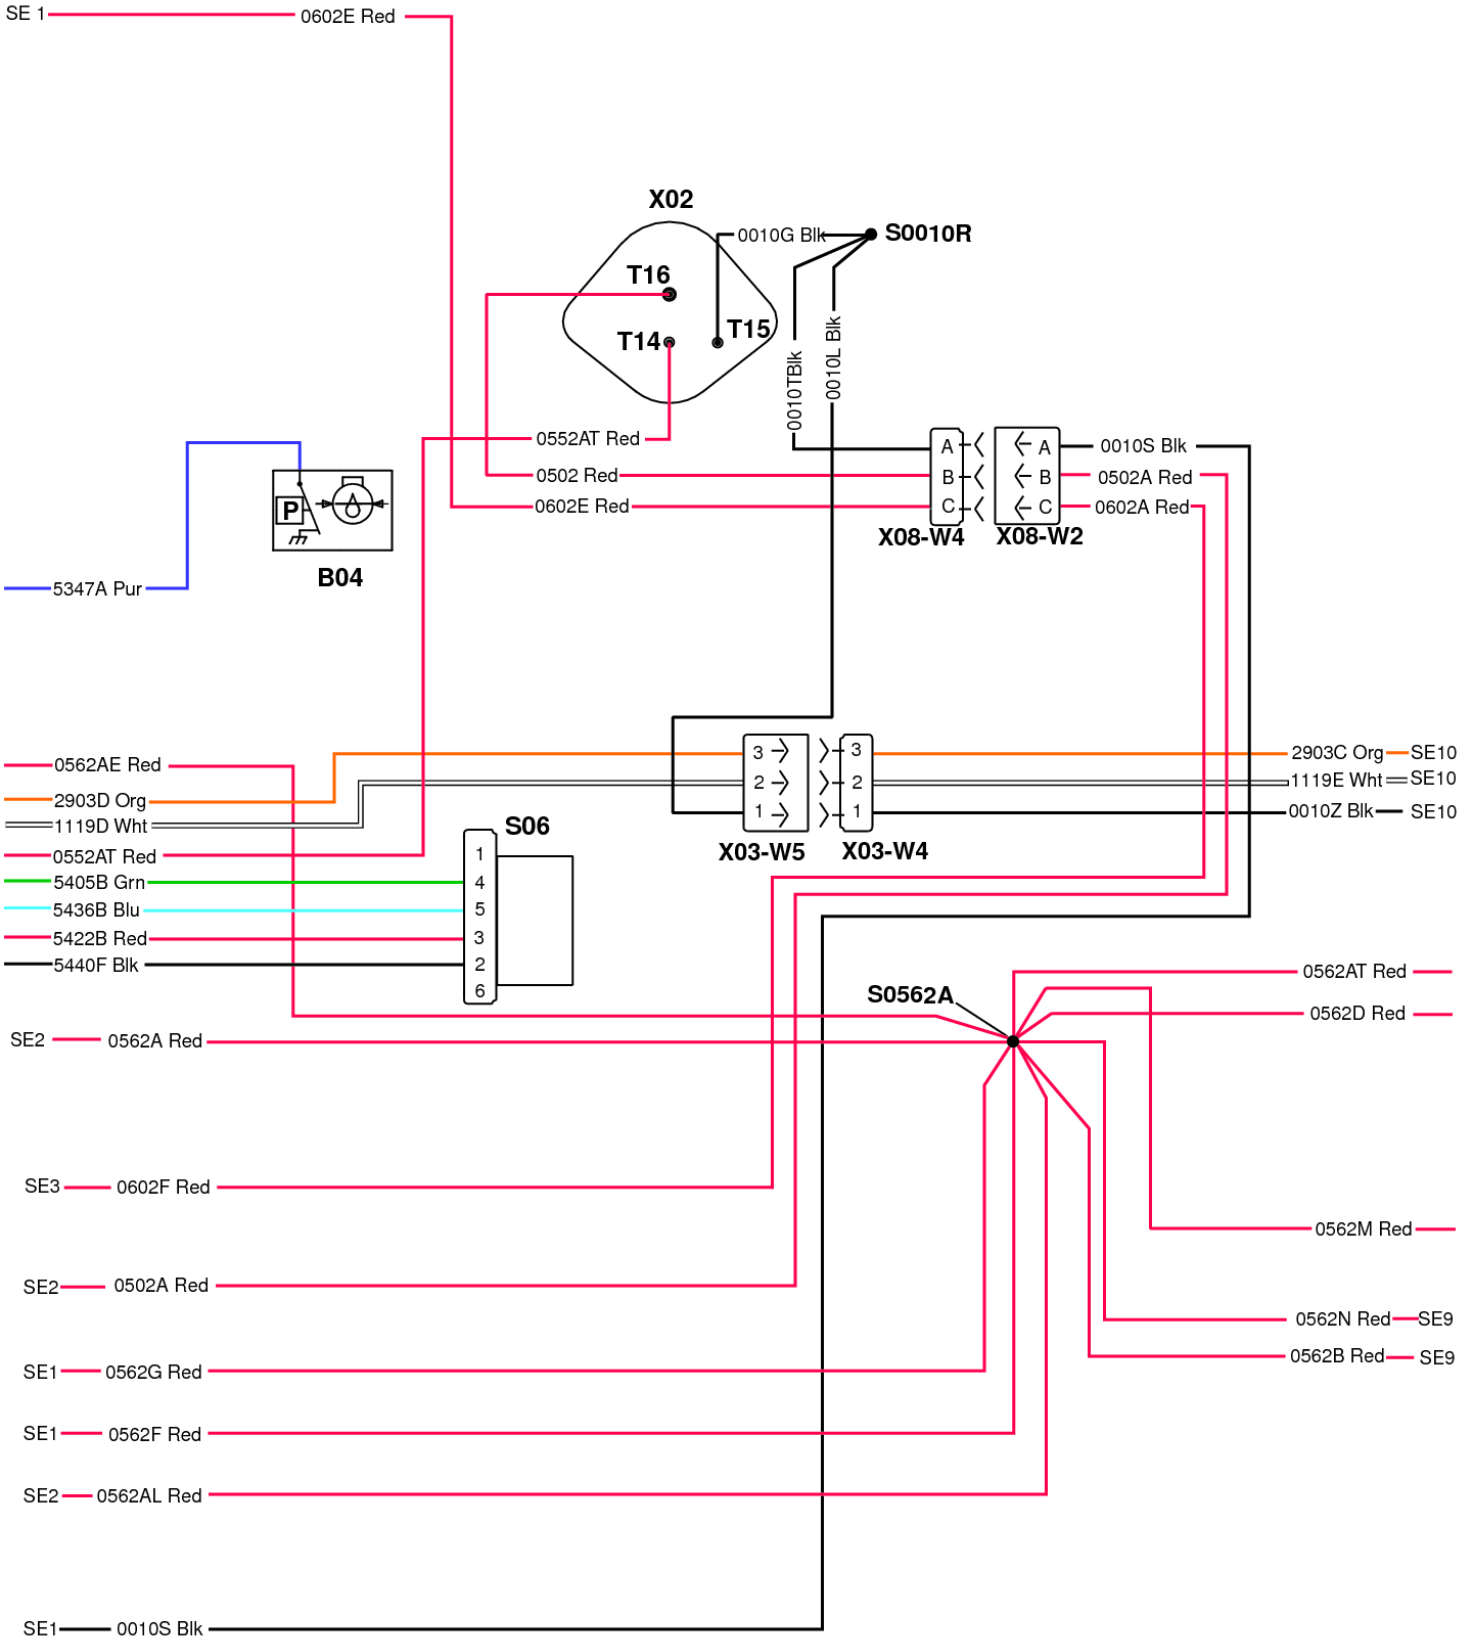 SE 1
0602E Red
X02
0010G Blk
S0010R
T16
T14
T15
0010TBlk
0010L Blk
0552AT Red
0502 Red
0602E Red
A
B
C
X08-W4
A
B
C
X08-W2
0010S Blk
0502A Red
0602A Red
P
B04
5347A Pur
0562AE Red
2903D Org
1119D Wht
0552AT Red
5405B Grn
5436B Blu
5422B Red
5440F Blk
S06
1
4
5
3
2
6
3
2
1
X03-W5
3
2
1
X03-W4
2903C Org
SE10
1119E Wht
SE10
0010Z Blk
SE10
S0562A
0562AT Red
0562D Red
SE2
0562A Red
SE3
0602F Red
0562M Red
SE2
0502A Red
0562N Red
SE9
0562B Red
SE9
SE1
0562G Red
SE1
0562F Red
SE2
0562AL Red
SE1
0010S Blk